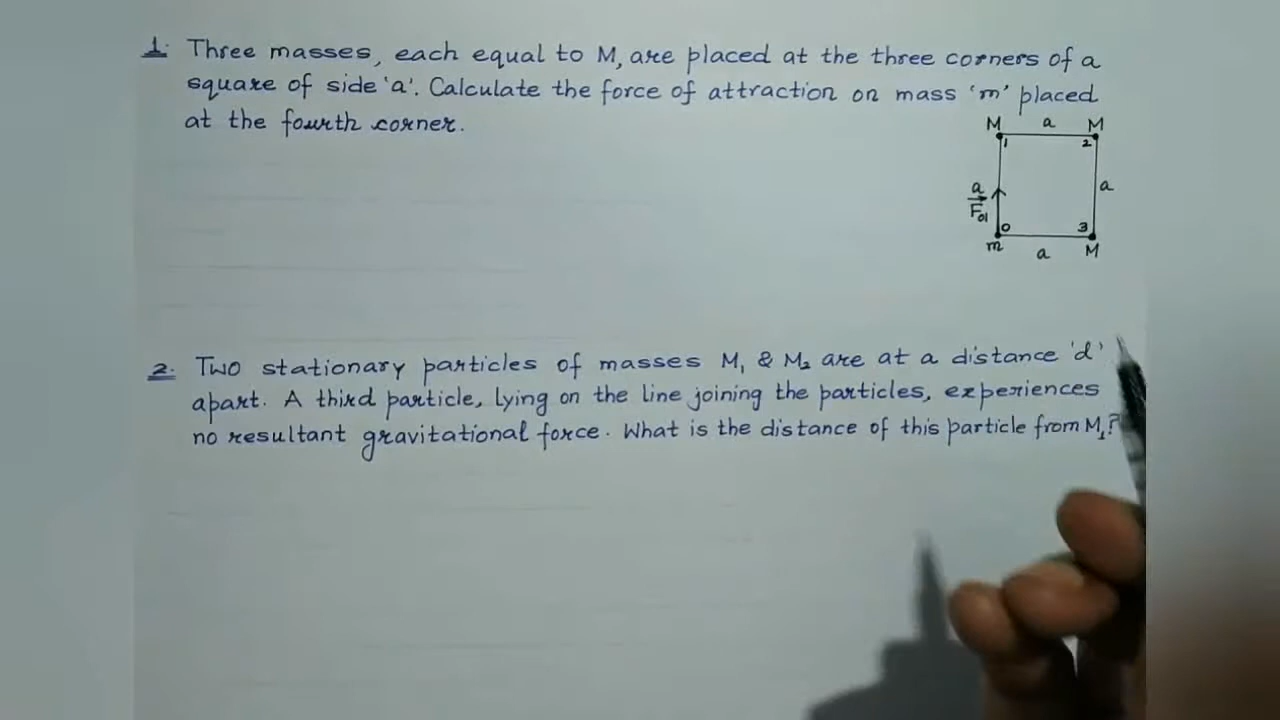 1. Three masses, each equal to M, are placed at the three corners of a
square of side 'a'. Calculate the force of attraction on mass 'm' placed
at the fourth corner.
M a M
1 2
a a
F01
0 3
m a M
2. Two stationary particles of masses M1 & M2 are at a distance 'd'
apart. A third particle, lying on the line joining the particles, experiences
no resultant gravitational force. What is the distance of this particle from M1?